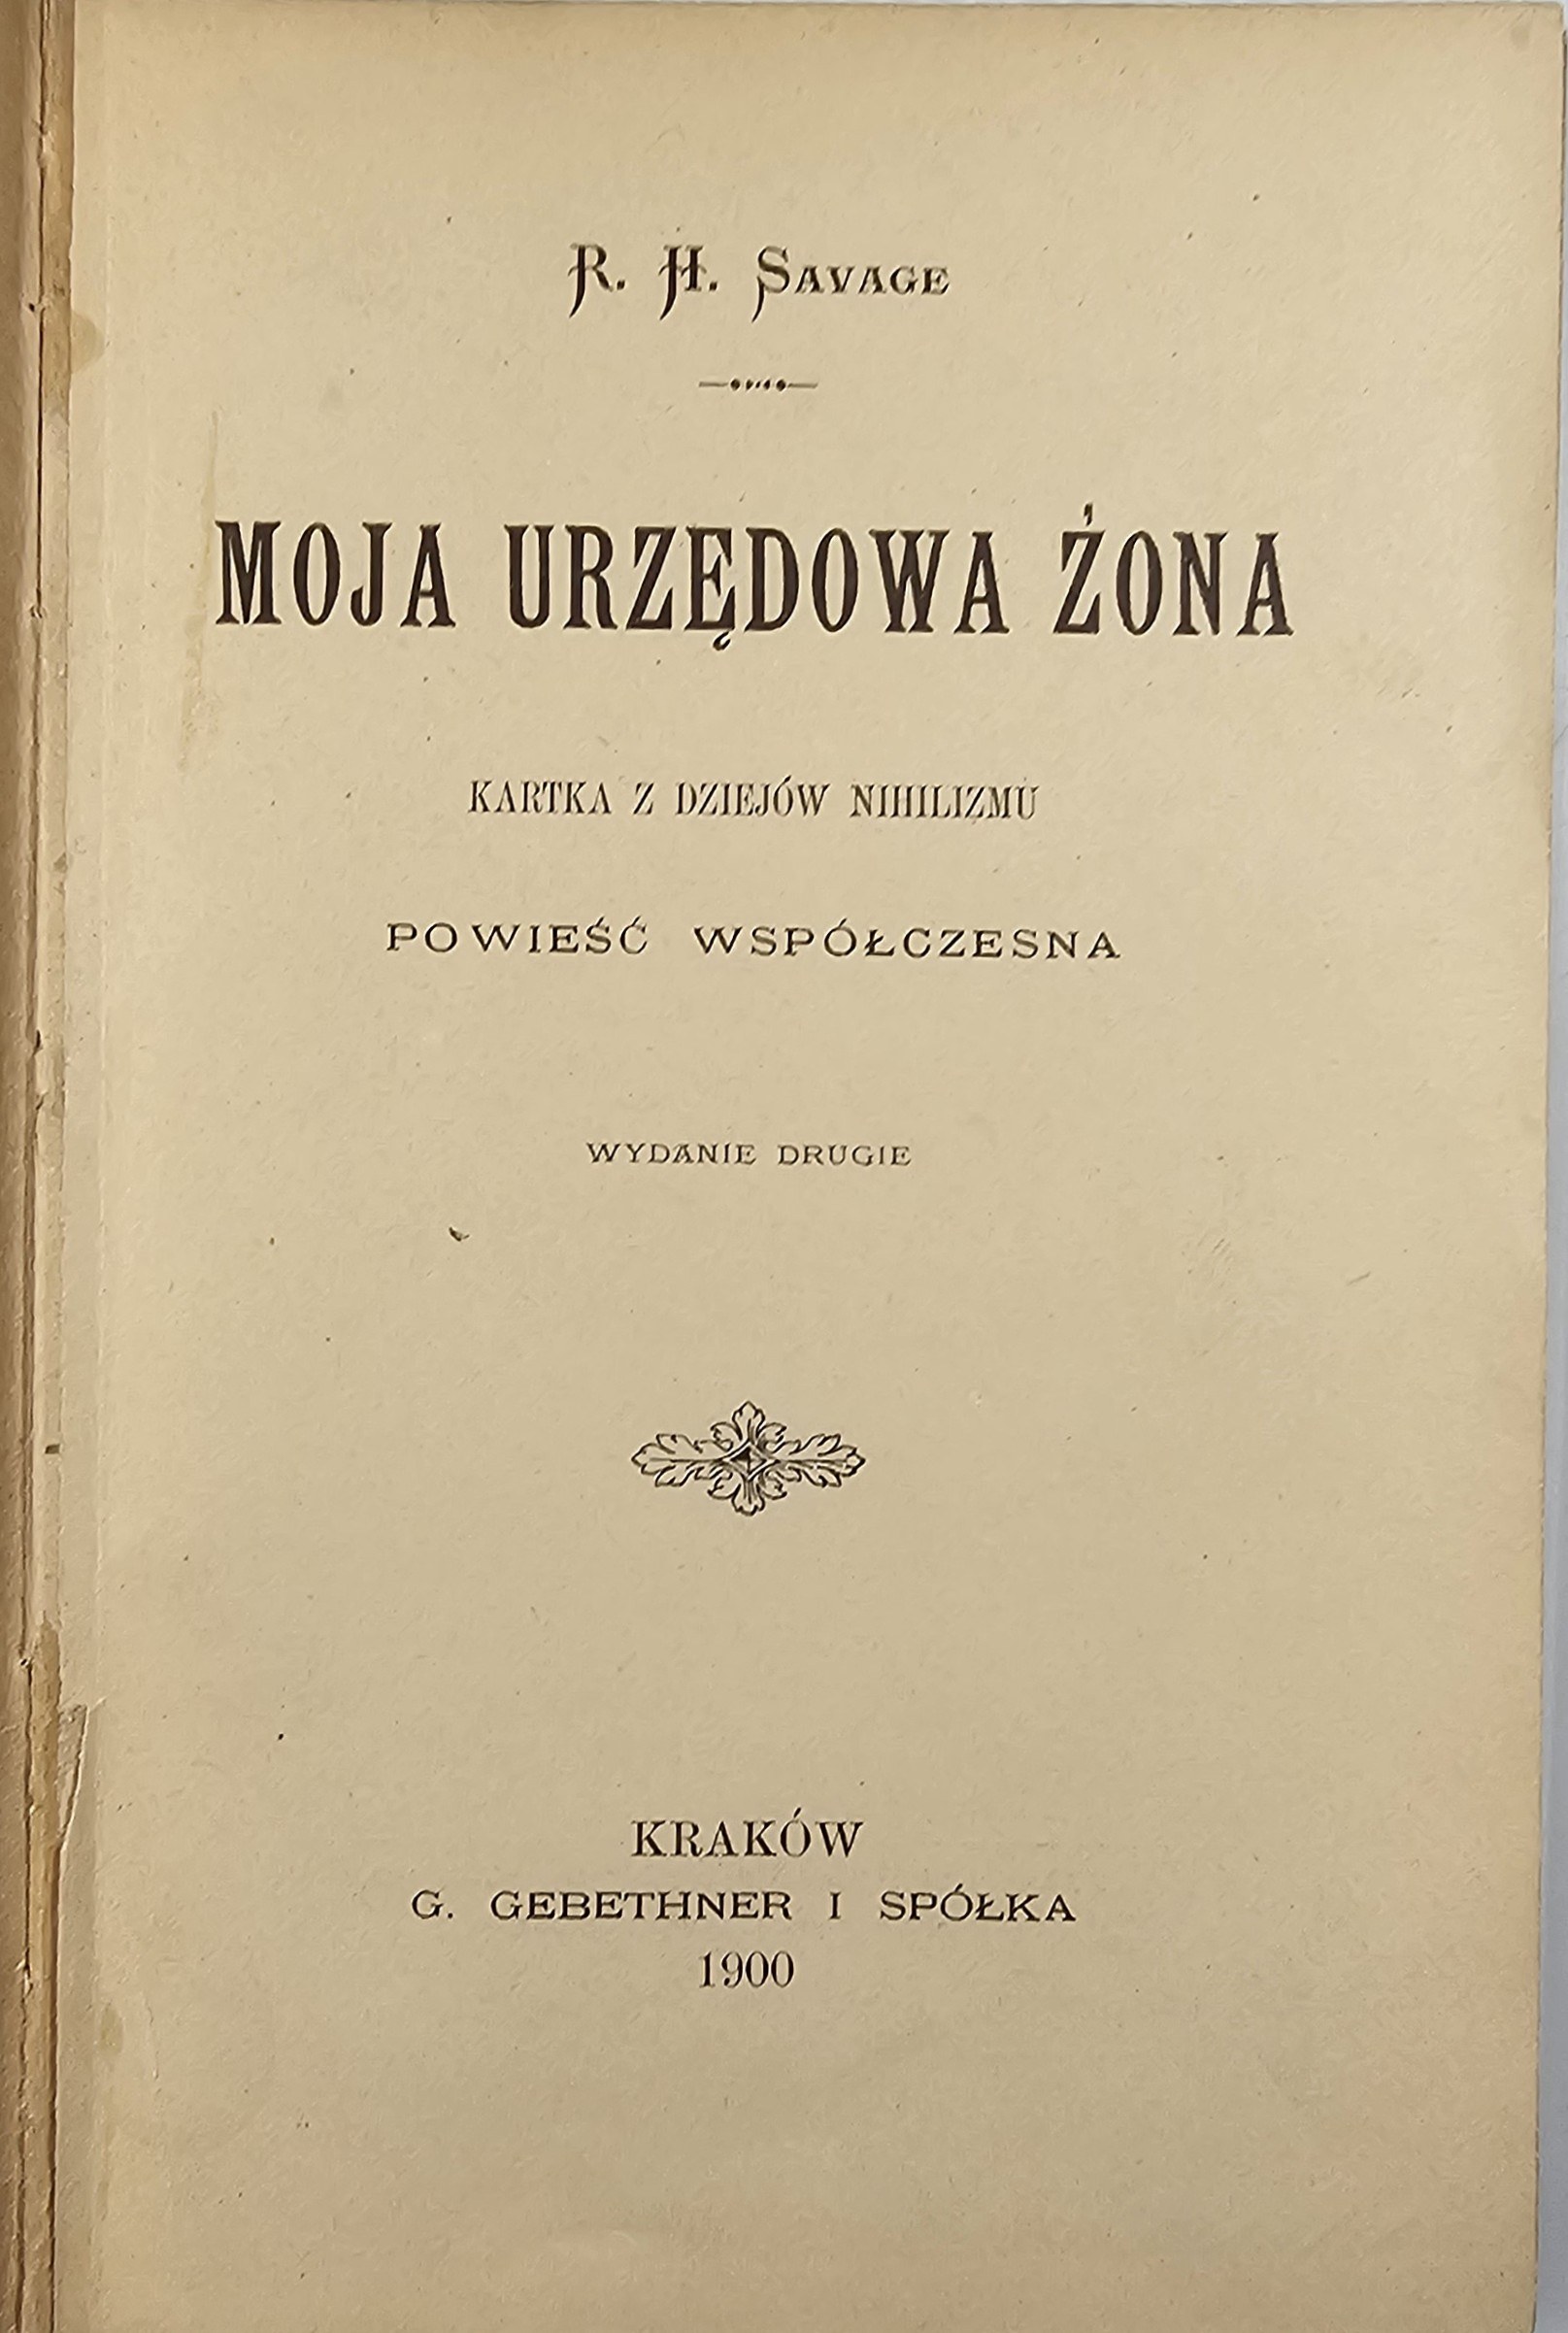 R. H. SAVAGE
MOJA URZĘDOWA ŻONA
KARTKA Z DZIEJÓW NIHILIZMU
POWIEŚĆ WSPÓŁCZESNA
WYDANIE DRUGIE
KRAKÓW
G. GEBETHNER I SPÓŁKA
1900